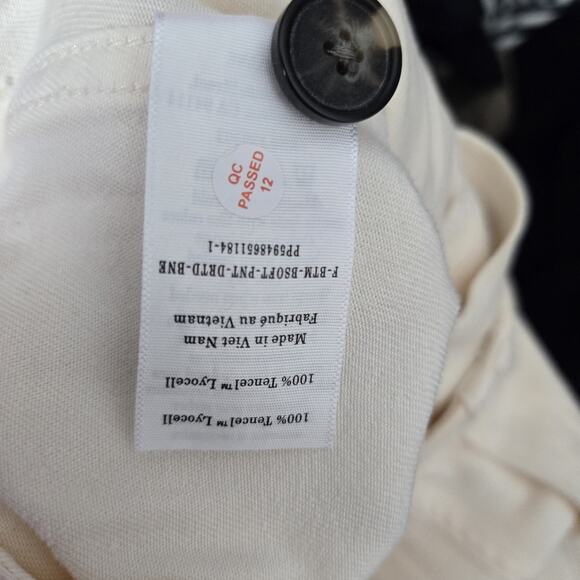 100% Tencel™ Lyocell
100% Tencel™ Lyocell
Made in Viet Nam
Fabriqué au Vietnam
F-BTM-BSOFT-PNT-DRTD-BNE
PP5948651184-1
QC
PASSED
12